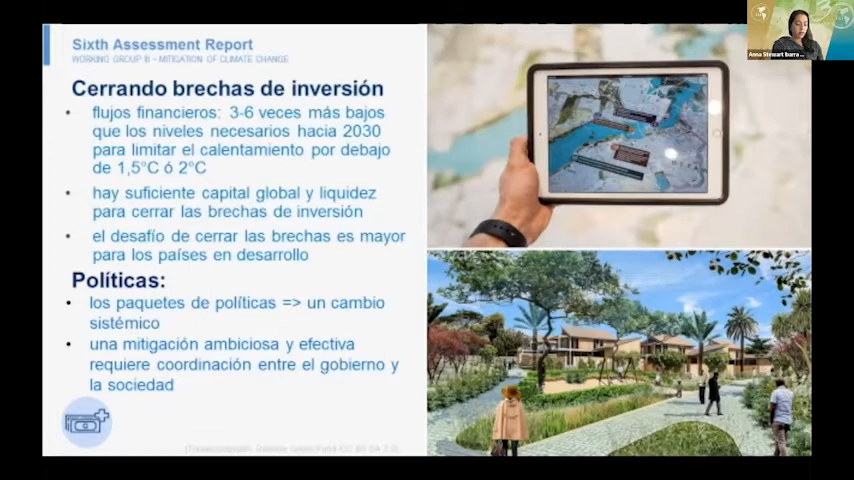 Sixth Assessment Report
WORKING GROUP III – MITIGATION OF CLIMATE CHANGE
Cerrando brechas de inversión
• flujos financieros: 3-6 veces más bajos
que los niveles necesarios hacia 2030
para limitar el calentamiento por debajo
de 1,5°C ó 2°C
• hay suficiente capital global y liquidez
para cerrar las brechas de inversión
• el desafío de cerrar las brechas es mayor
para los países en desarrollo
Políticas:
• los paquetes de políticas => un cambio
sistémico
• una mitigación ambiciosa y efectiva
requiere coordinación entre el gobierno y
la sociedad
Anna Stewart Ibarra ...